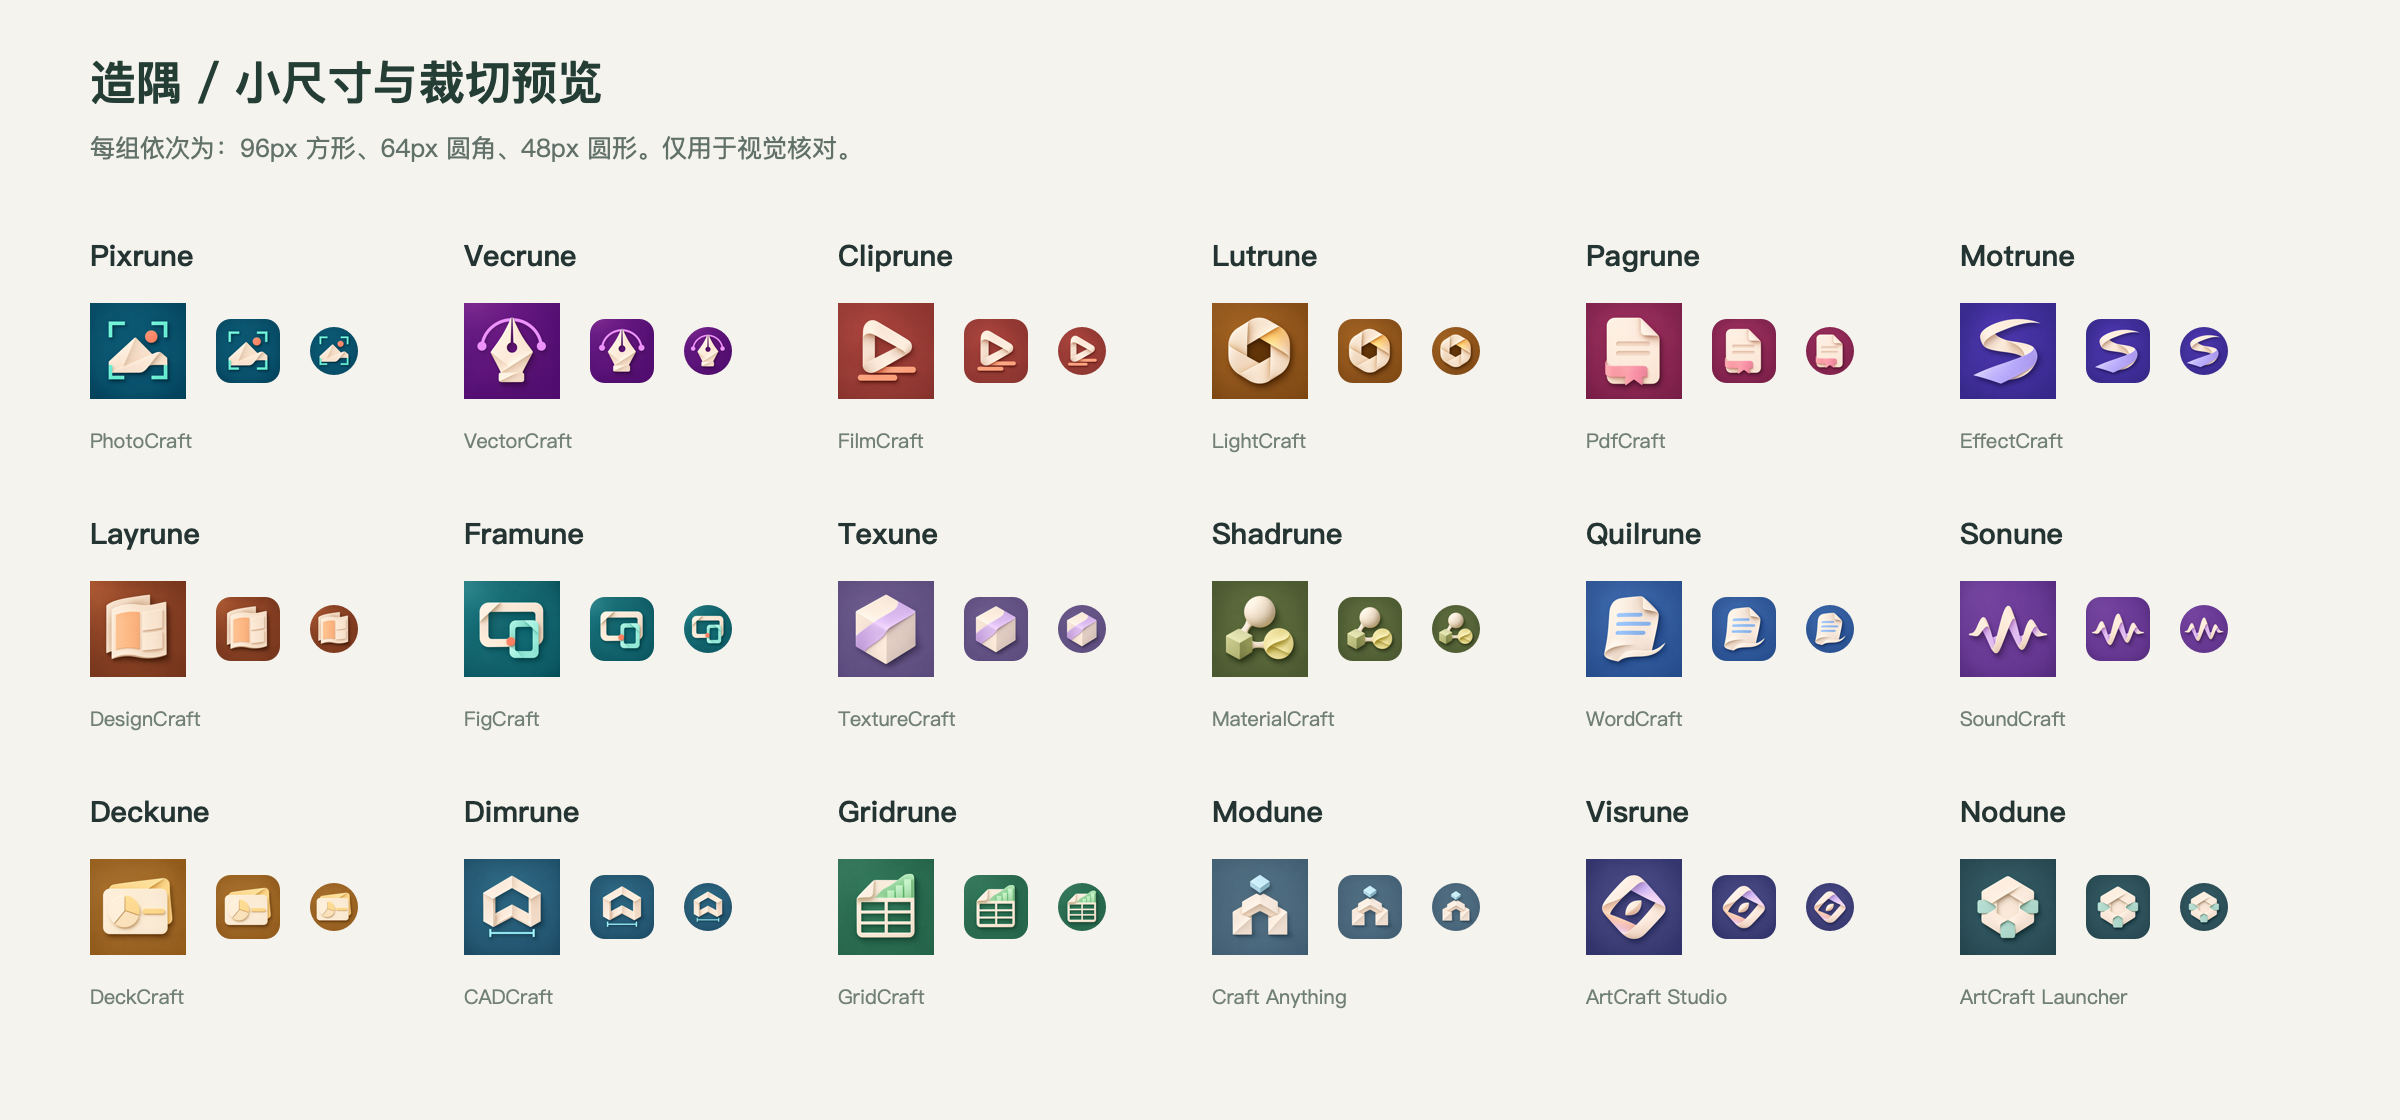 造隅 / 小尺寸与裁切预览
每组依次为：96px 方形、64px 圆角、48px 圆形。仅用于视觉核对。
Pixrune Vecrune Cliprune Lutrune Pagrune Motrune
PhotoCraft VectorCraft FilmCraft LightCraft PdfCraft EffectCraft
Layrune Framune Texune Shadrune Quilrune Sonune
DesignCraft FigCraft TextureCraft MaterialCraft WordCraft SoundCraft
Deckune Dimrune Gridrune Modune Visrune Nodune
DeckCraft CADCraft GridCraft Craft Anything ArtCraft Studio ArtCraft Launcher